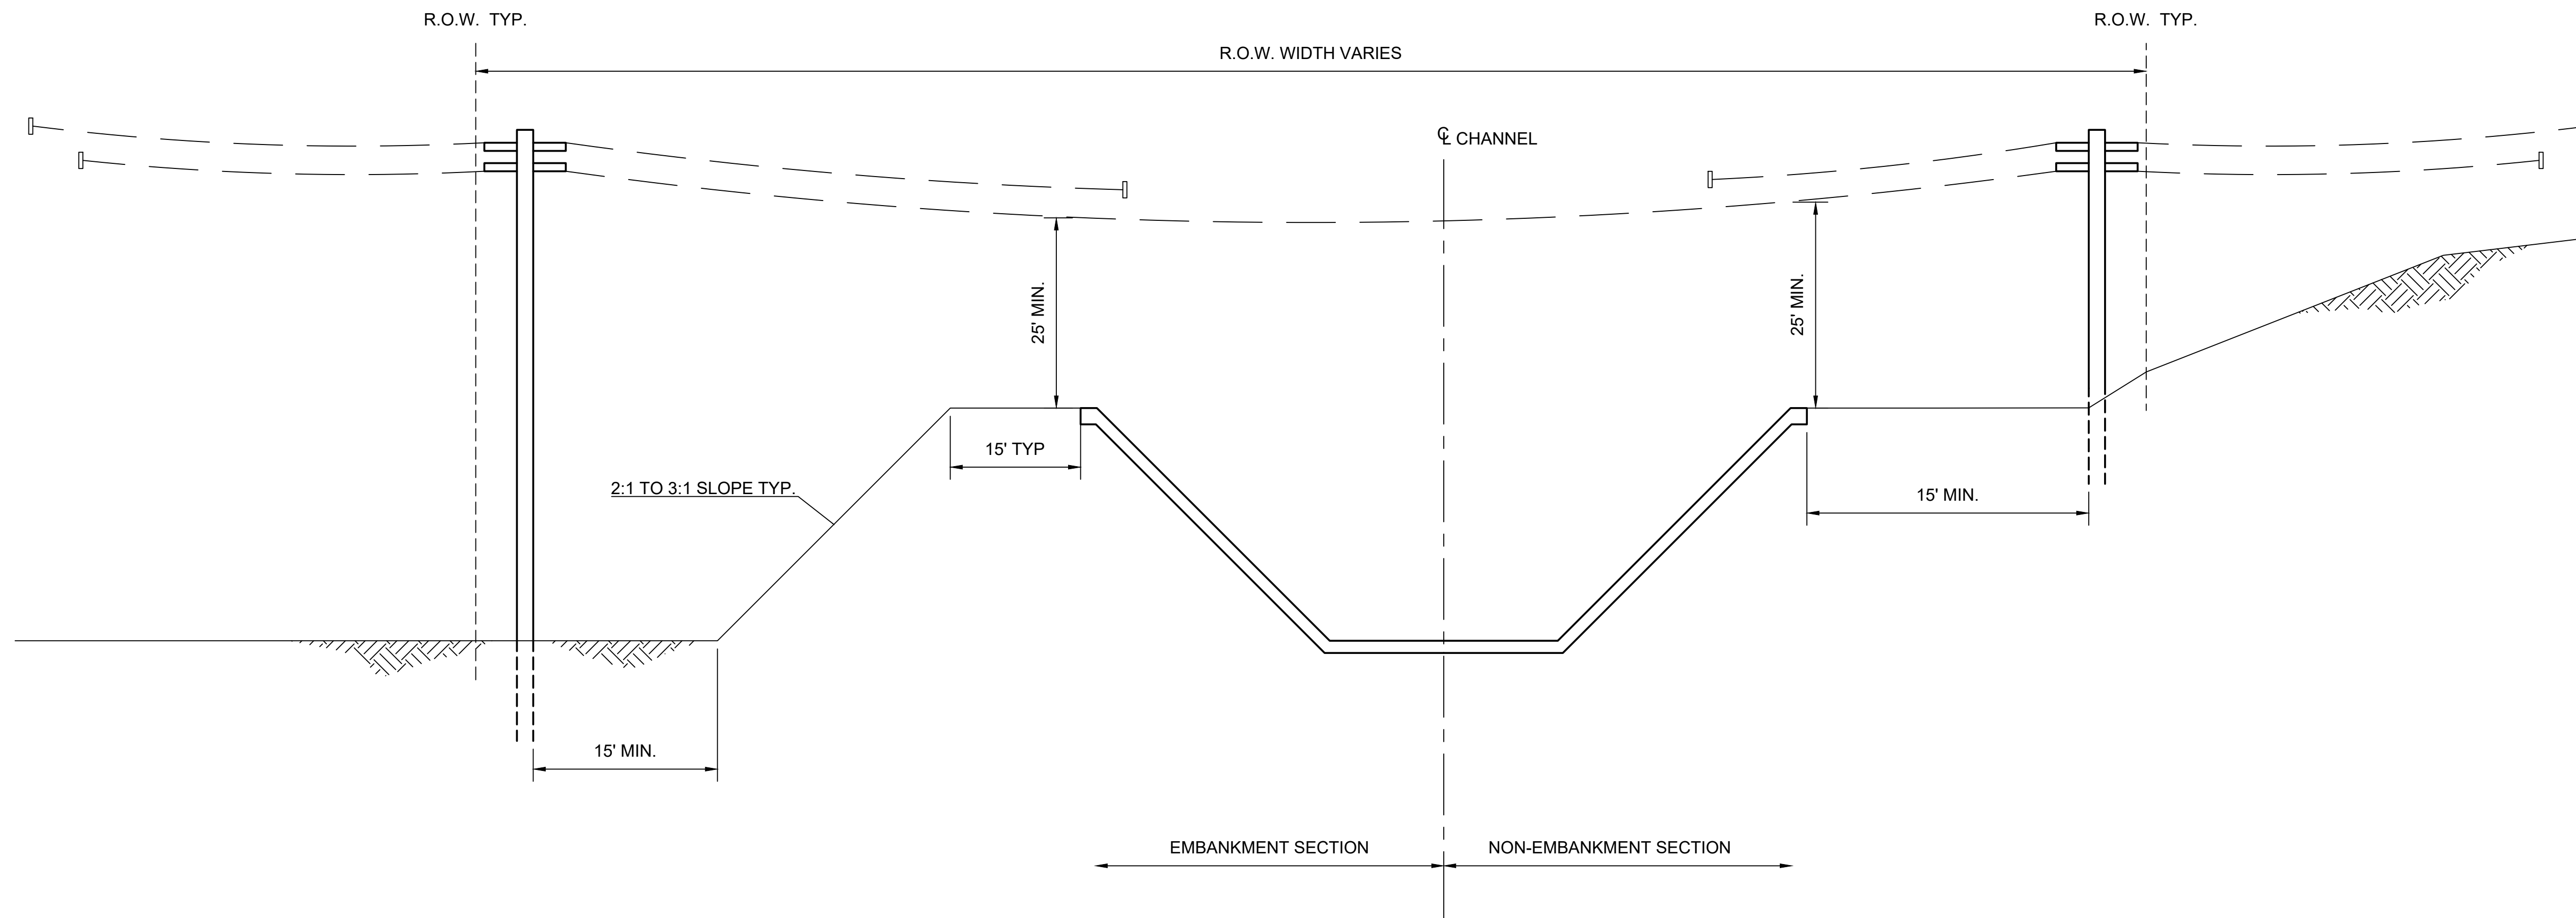 R.O.W.  TYP.
R.O.W.  TYP.
R.O.W. WIDTH VARIES
℄ CHANNEL
25' MIN.
25' MIN.
15' TYP
2:1 TO 3:1 SLOPE TYP.
15' MIN.
15' MIN.
EMBANKMENT SECTION
NON-EMBANKMENT SECTION